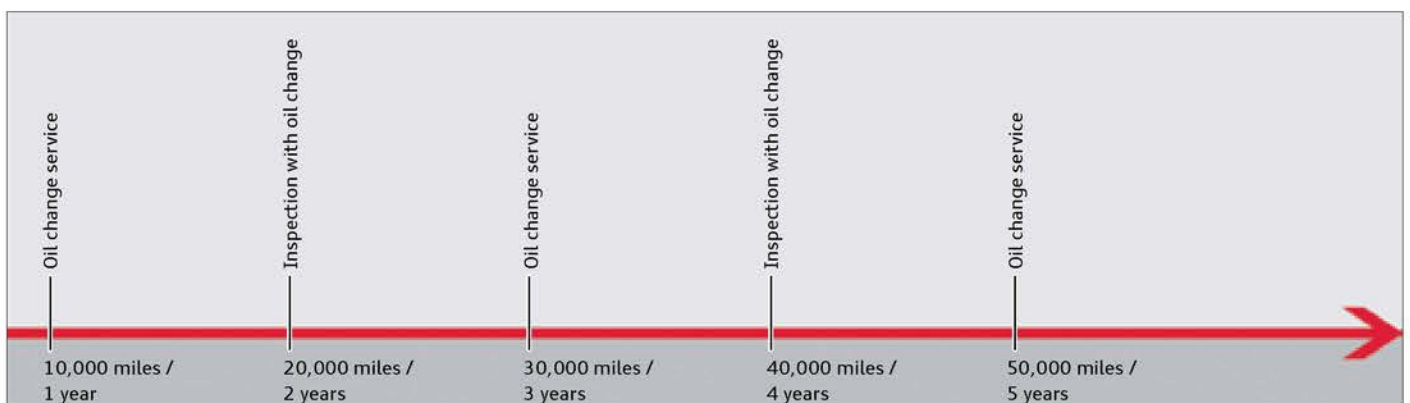 Oil change service
Inspection with oil change
Oil change service
Inspection with oil change
Oil change service
10,000 miles /
1 year
20,000 miles /
2 years
30,000 miles /
3 years
40,000 miles /
4 years
50,000 miles /
5 years